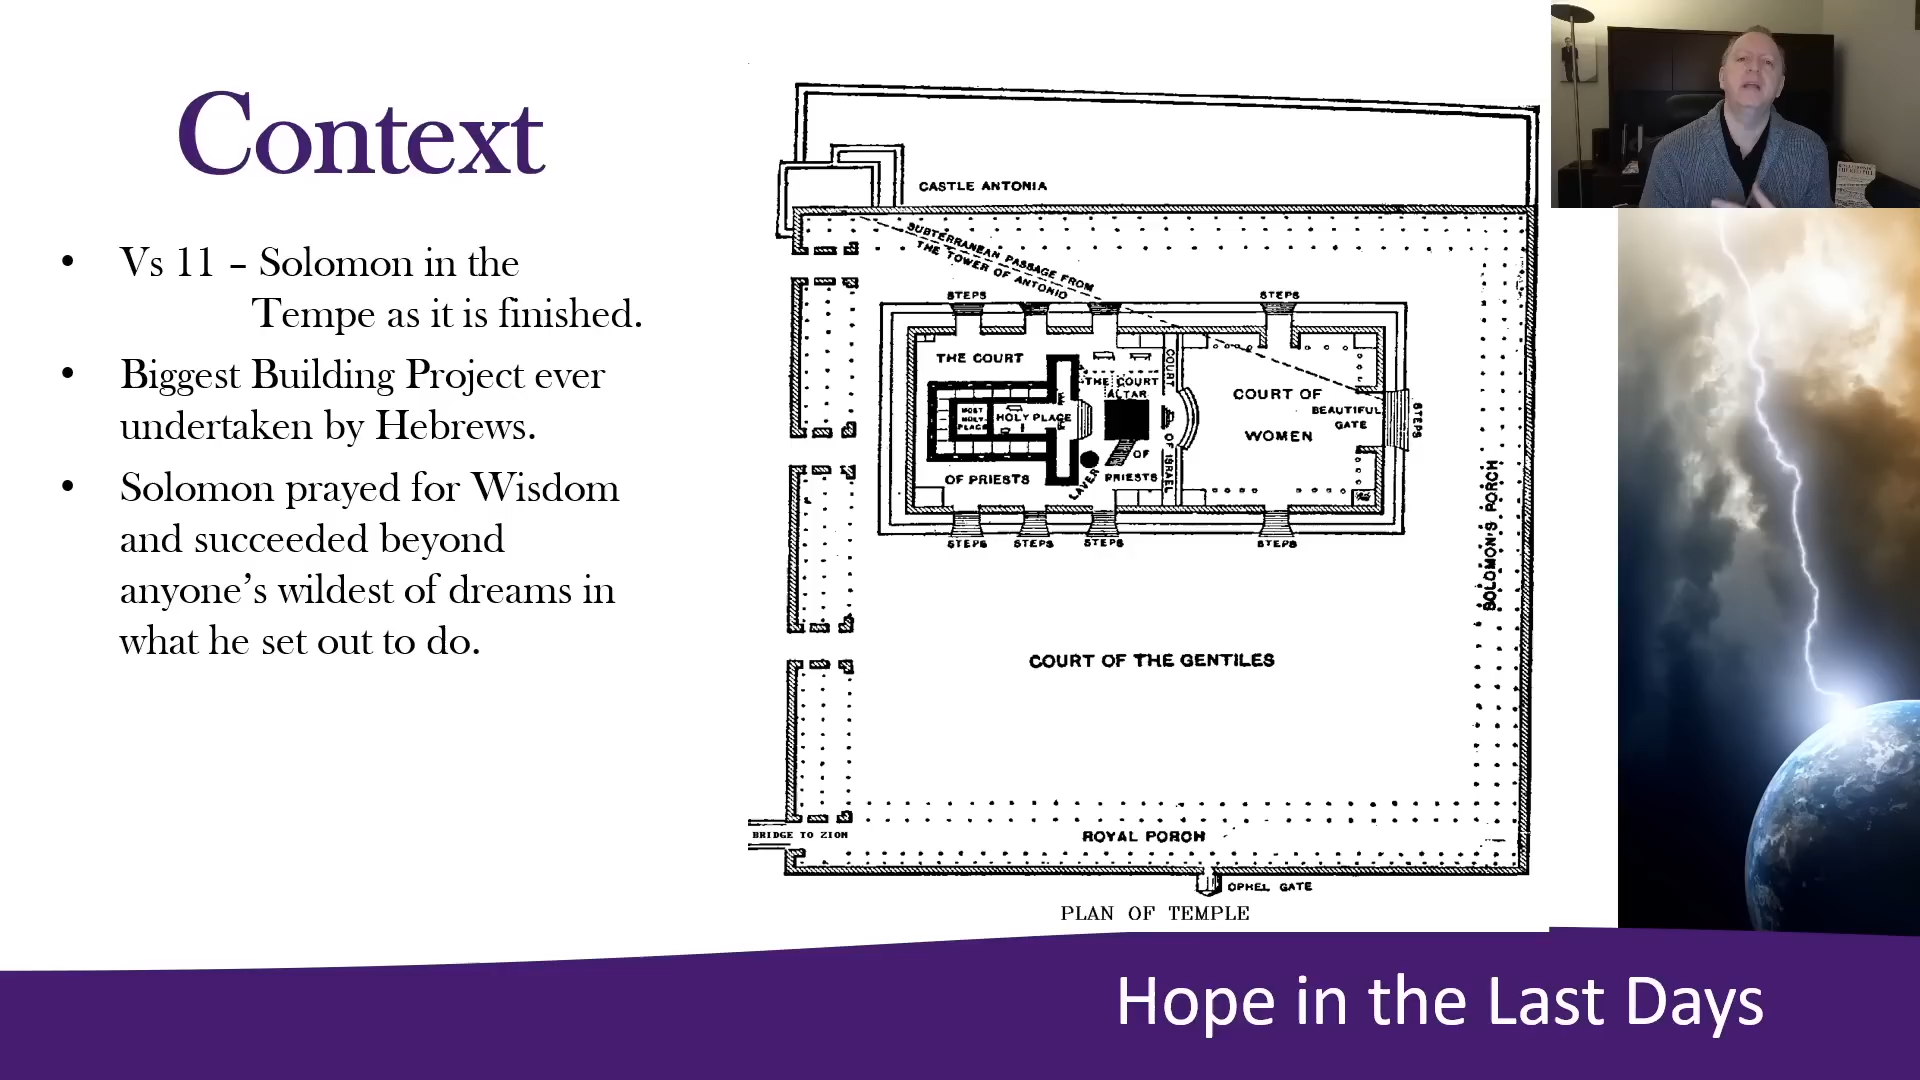 Context
• Vs 11 – Solomon in the
Tempe as it is finished.
• Biggest Building Project ever
undertaken by Hebrews.
• Solomon prayed for Wisdom
and succeeded beyond
anyone’s wildest of dreams in
what he set out to do.
CASTLE ANTONIA
SUBTERRANEAN PASSAGE FROM
THE TOWER OF ANTONIO
STEPS
STEPS
THE COURT
COURT
THE COURT
ALTAR
MOST
HOLY
PLACE
HOLY PLACE
COURT OF
WOMEN
BEAUTIFUL
GATE
STEPS
OF
OF PRIESTS
LAVER
PRIESTS
OF ISRAEL
STEPS
STEPS
STEPS
STEPS
SOLOMON'S PORCH
COURT OF THE GENTILES
BRIDGE TO ZION
ROYAL PORCH
OPHEL GATE
PLAN OF TEMPLE
Hope in the Last Days